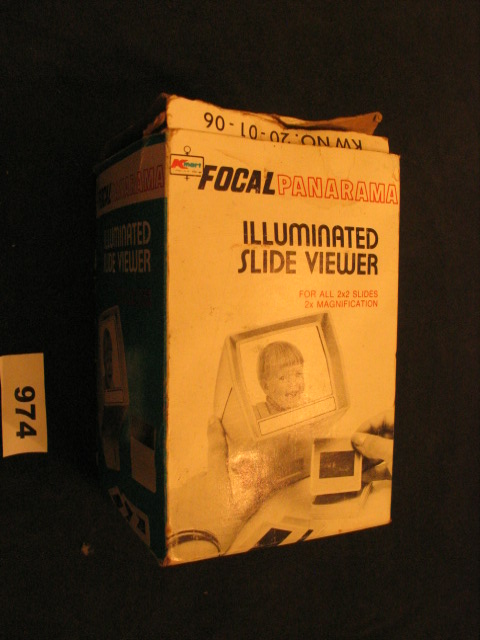 KW NO. 20-01-90
Kmart
FOCAL PANARAMA
ILLUMINATED
SLIDE VIEWER
FOR ALL 2x2 SLIDES
2x MAGNIFICATION
FOCAL PANARAMA
ILLUMINATED
SLIDE VIEWER
974